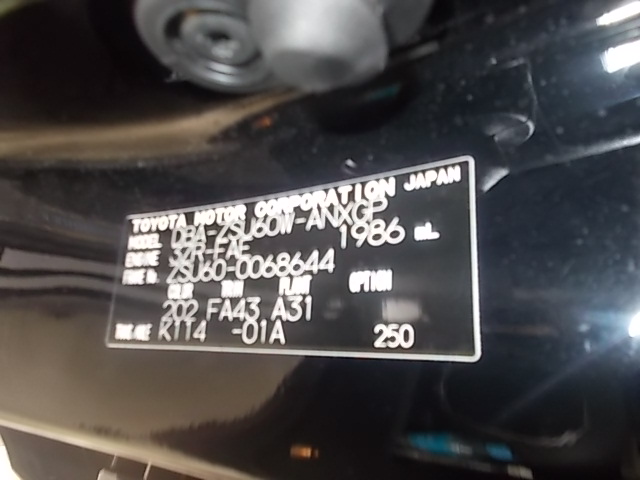 TOYOTA MOTOR CORPORATION JAPAN
MODEL DBA-ZSU60W-ANXGP
ENGINE 3ZR-FAE 1986 mL
FRAME No. ZSU60-0068644
COLOR TRIM PLANT OPTION
202 FA43 A31
TRANS/AXLE K114 -01A 250